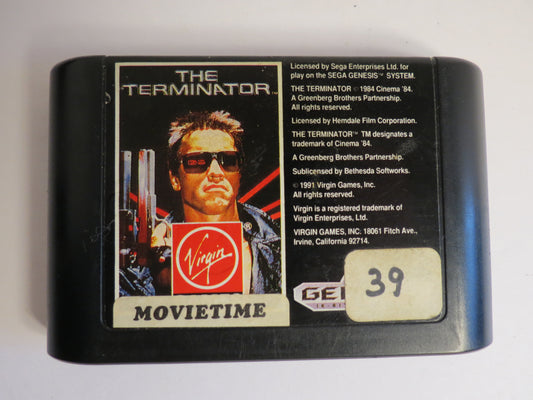 THE
TERMINATOR™
Virgin®
MOVIETIME
Licensed by Sega Enterprises Ltd. for
play on the SEGA GENESIS™ SYSTEM.
THE TERMINATOR © 1984 Cinema '84.
A Greenberg Brothers Partnership.
All rights reserved.
Licensed by Hemdale Film Corporation.
THE TERMINATOR™ TM designates a
trademark of Cinema '84.
A Greenberg Brothers Partnership.
Sublicensed by Bethesda Softworks.
© 1991 Virgin Games, Inc.
All rights reserved.
Virgin is a registered trademark of
Virgin Enterprises, Ltd.
VIRGIN GAMES, INC. 18061 Fitch Ave.,
Irvine, California 92714.
GE
39